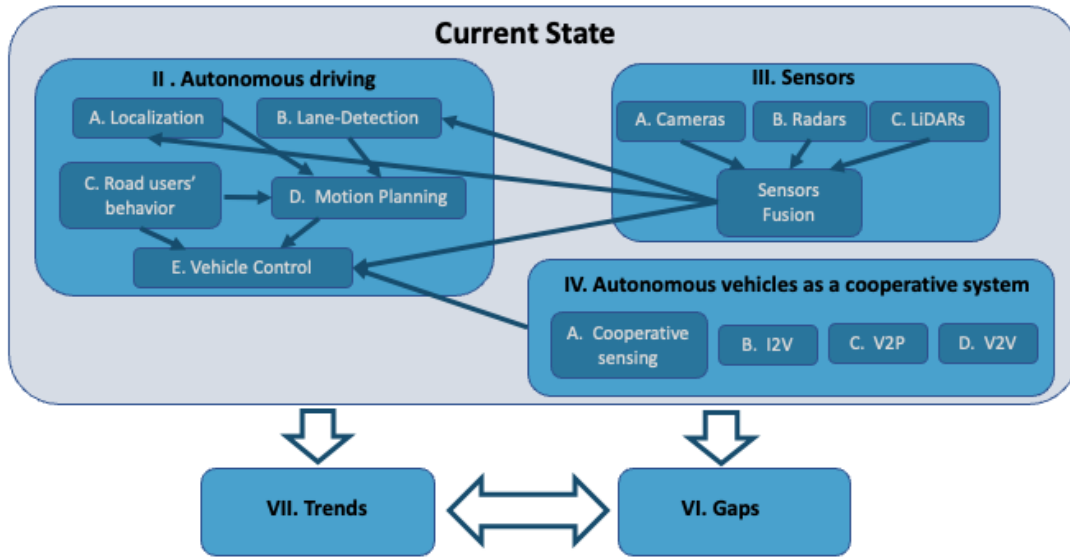 Current State
II . Autonomous driving
A. Localization
B. Lane-Detection
C. Road users’
behavior
D.  Motion Planning
E. Vehicle Control
III. Sensors
A. Cameras
B. Radars
C. LiDARs
Sensors
Fusion
IV. Autonomous vehicles as a cooperative system
A.  Cooperative
sensing
B.  I2V
C.  V2P
D.  V2V
VII. Trends
VI. Gaps